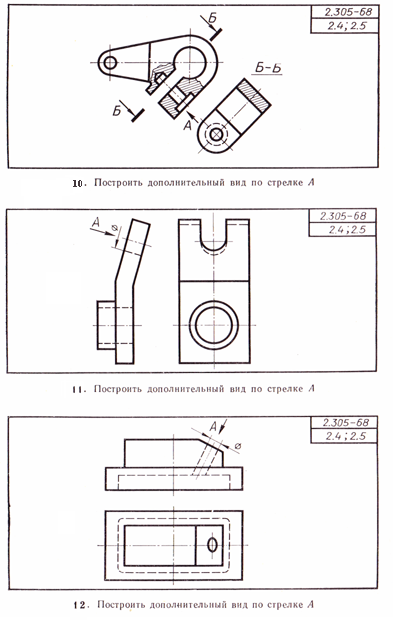 2.305-68
2.4; 2.5
Б
Б-Б
Б
А
10. Построить дополнительный вид по стрелке А
2.305-68
2.4; 2.5
А
⌀
11. Построить дополнительный вид по стрелке А
2.305-68
2.4; 2.5
А
⌀
12. Построить дополнительный вид по стрелке А